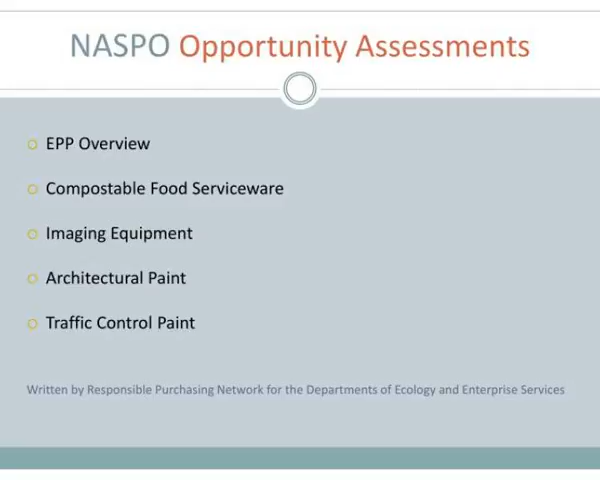 NASPO Opportunity Assessments
EPP Overview
Compostable Food Serviceware
Imaging Equipment
Architectural Paint
Traffic Control Paint
Written by Responsible Purchasing Network for the Departments of Ecology and Enterprise Services